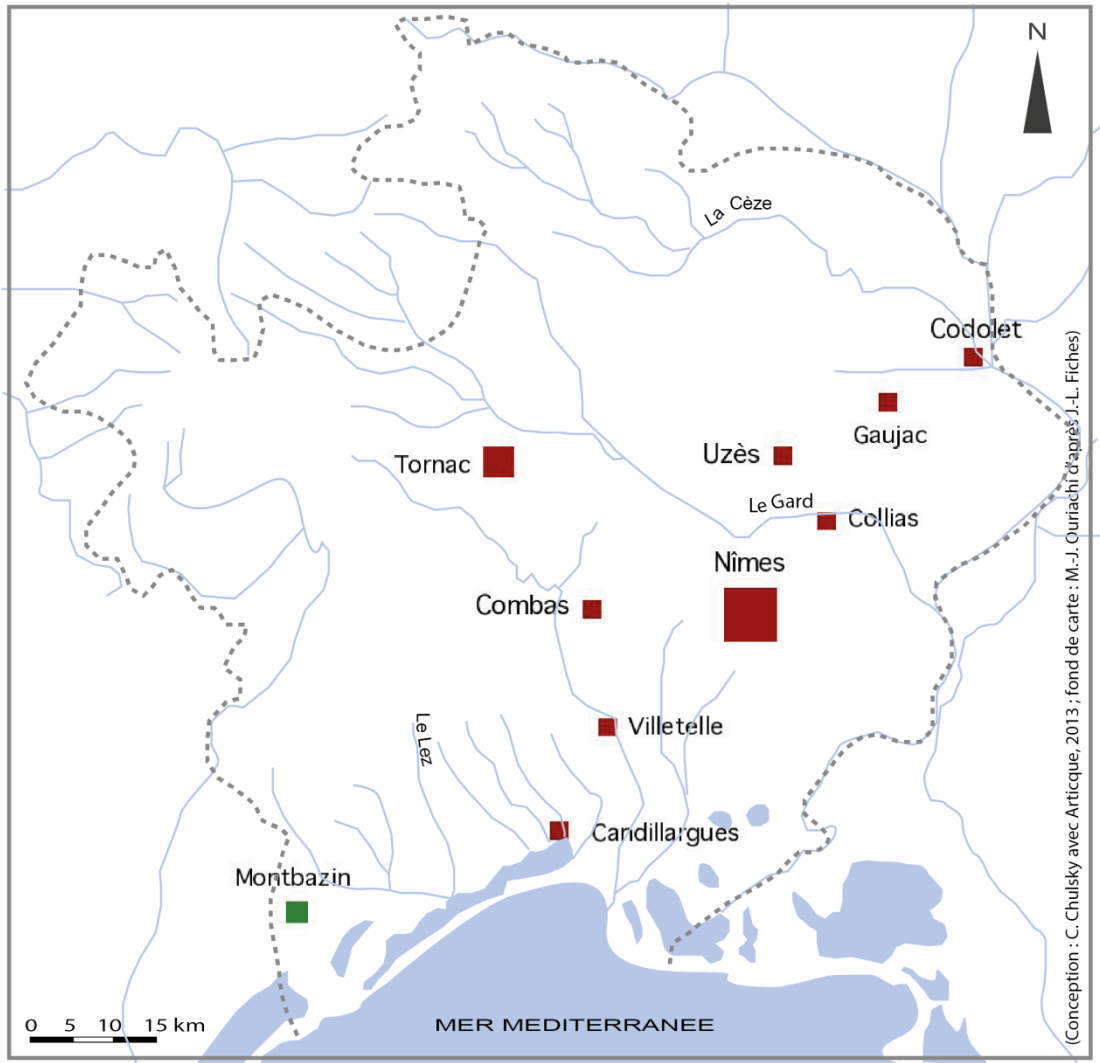 N
La Cèze
Codolet
Gaujac
Uzès
Tornac
Le Gard
Collias
Nîmes
Combas
Villetelle
Le Lez
Candillargues
Montbazin
0 5 10 15 km
MER MEDITERRANEE
(Conception : C. Chulsky avec Articque, 2013 ; fond de carte : M.-J. Ouriachi d'après J.-L. Fiches)